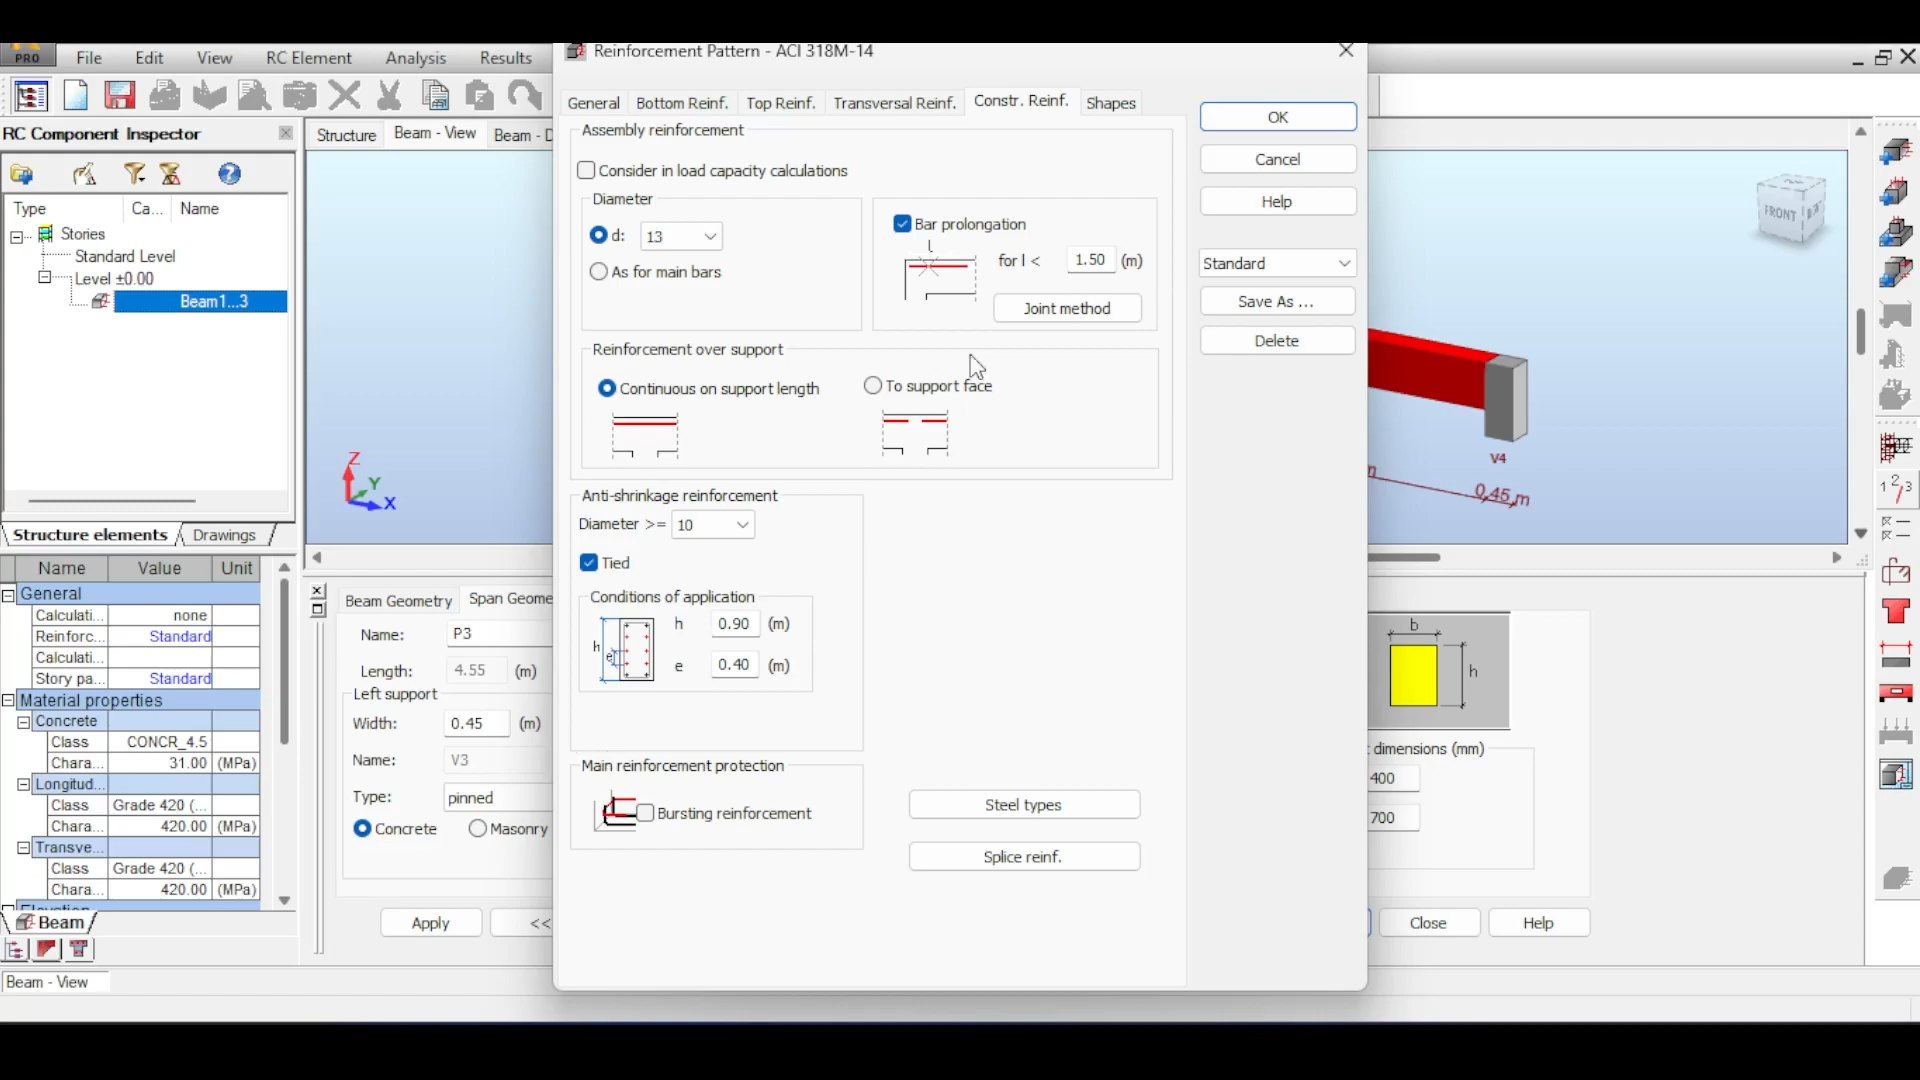 PRO
File Edit View RC Element Analysis Results
Reinforcement Pattern - ACI 318M-14
RC Component Inspector
Type Ca... Name
Stories
Standard Level
Level ±0.00
Beam1...3
Structure elements Drawings
Name Value Unit
General
Calculati... none
Reinforc... Standard
Calculati...
Story pa... Standard
Material properties
Concrete
Class CONCR_4.5
Chara... 31.00 (MPa)
Longitud...
Class Grade 420 (...
Chara... 420.00 (MPa)
Transve...
Class Grade 420 (...
Chara... 420.00 (MPa)
Beam
Beam - View
Structure Beam - View Beam - D
Z
Y
X
Beam Geometry Span Geome
Name: P3
Length: 4.55 (m)
Left support
Width: 0.45 (m)
Name: V3
Type: pinned
Concrete Masonry
Apply <<
General Bottom Reinf. Top Reinf. Transversal Reinf. Constr. Reinf. Shapes
Assembly reinforcement
Consider in load capacity calculations
Diameter
d: 13
As for main bars
Bar prolongation
l
for l < 1.50 (m)
Joint method
Reinforcement over support
Continuous on support length To support face
Anti-shrinkage reinforcement
Diameter >= 10
Tied
Conditions of application
h e
h 0.90 (m)
e 0.40 (m)
Main reinforcement protection
Bursting reinforcement
Steel types
Splice reinf.
OK
Cancel
Help
Standard
Save As ...
Delete
FRONT
V4
0,45 m
b
h
dimensions (mm)
400
700
Close Help
1 2/3